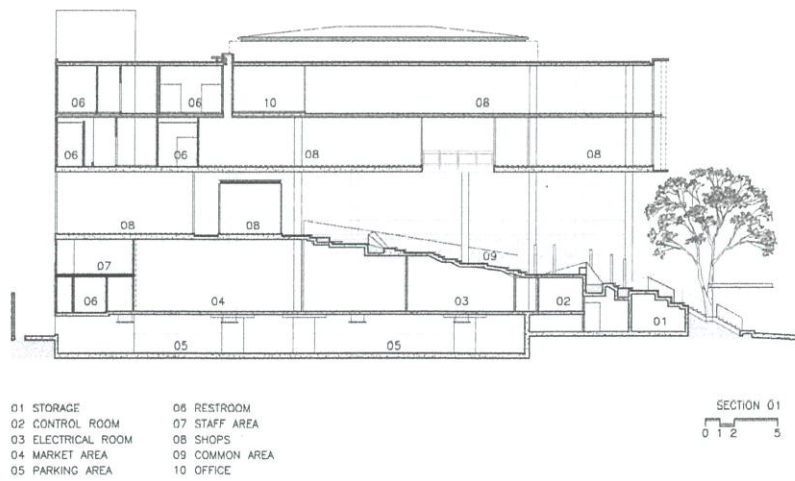 06 06 10 08
06 06 08 08
08 08
09
07
06 04 03 02
01
05 05
01 STORAGE
02 CONTROL ROOM
03 ELECTRICAL ROOM
04 MARKET AREA
05 PARKING AREA
06 RESTROOM
07 STAFF AREA
08 SHOPS
09 COMMON AREA
10 OFFICE
SECTION 01
0 1 2 5